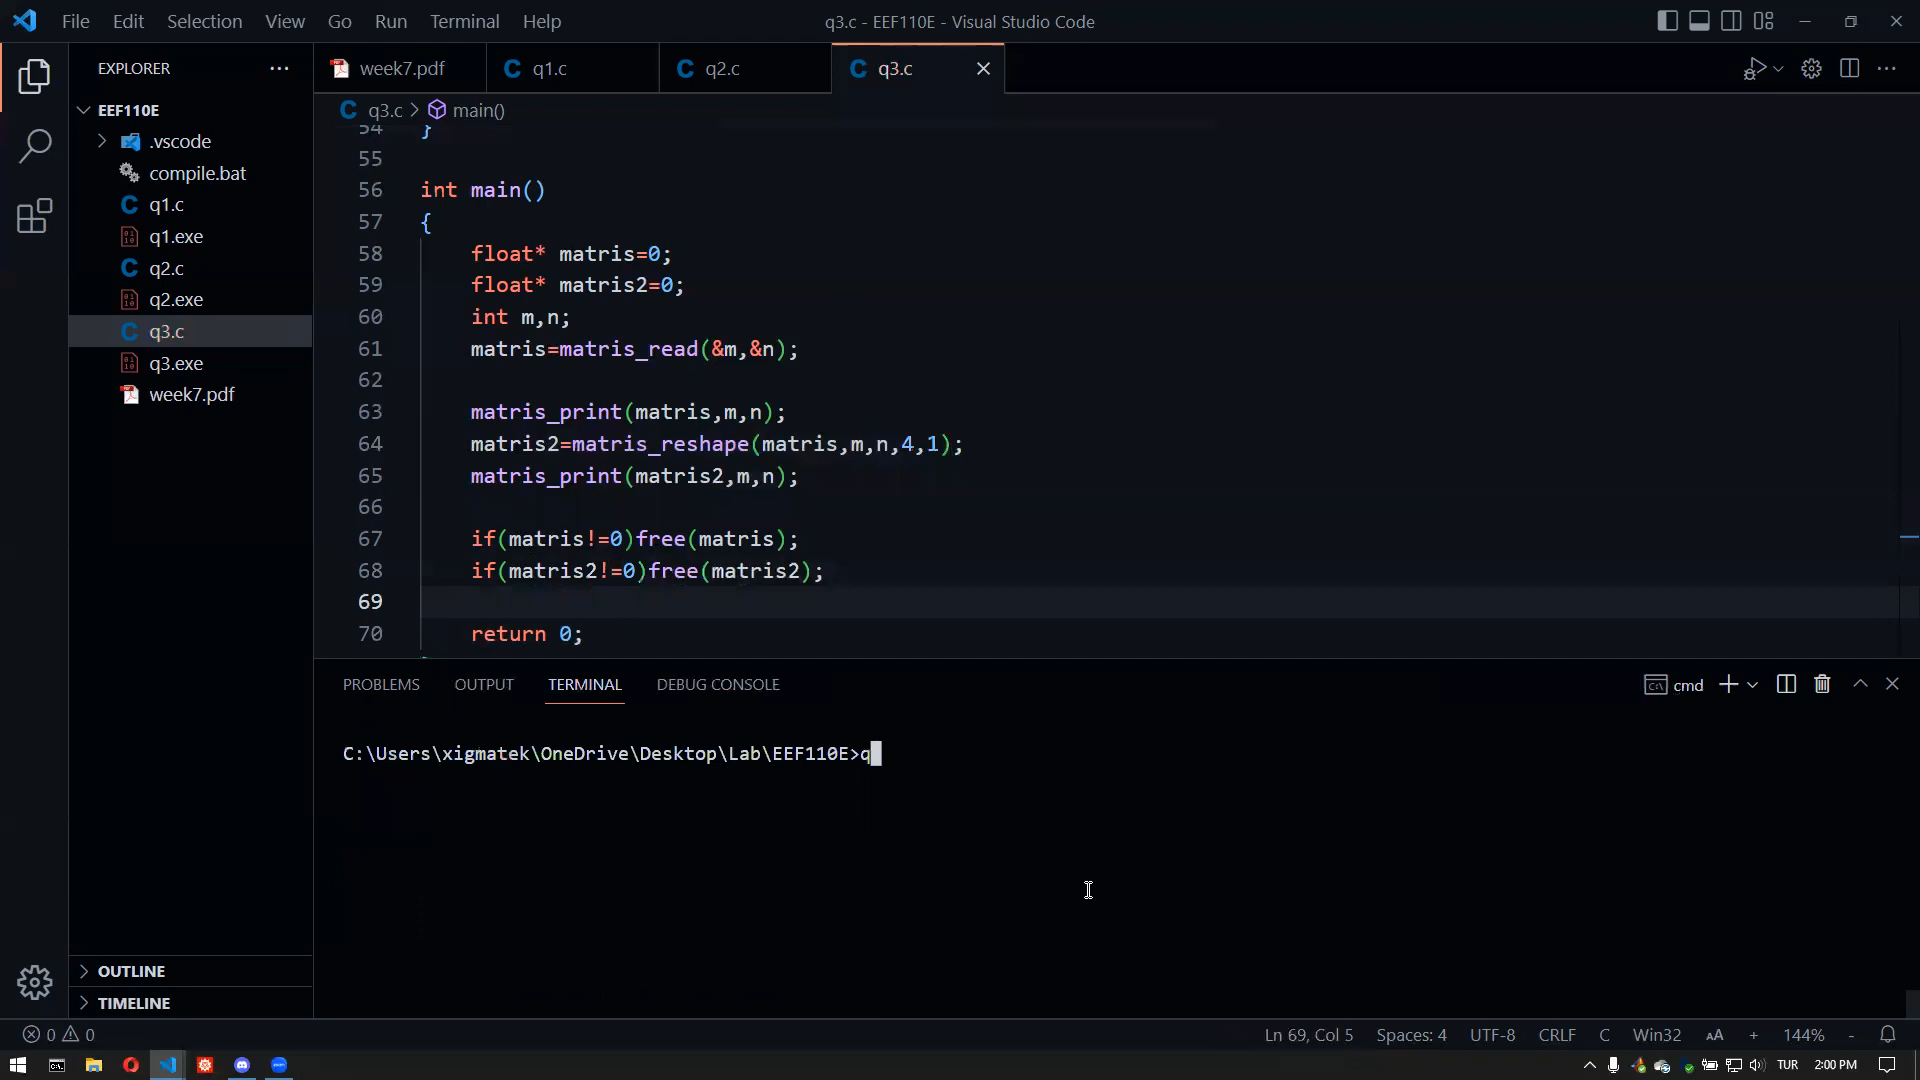 File Edit Selection View Go Run Terminal Help q3.c - EEF110E - Visual Studio Code
EXPLORER
EEF110E
.vscode
compile.bat
q1.c
q1.exe
q2.c
q2.exe
q3.c
q3.exe
week7.pdf
OUTLINE
TIMELINE
week7.pdf q1.c q2.c q3.c
q3.c > main()
54 }
55
56 int main()
57 {
58 float* matris=0;
59 float* matris2=0;
60 int m,n;
61 matris=matris_read(&m,&n);
62
63 matris_print(matris,m,n);
64 matris2=matris_reshape(matris,m,n,4,1);
65 matris_print(matris2,m,n);
66
67 if(matris!=0)free(matris);
68 if(matris2!=0)free(matris2);
69
70 return 0;
PROBLEMS OUTPUT TERMINAL DEBUG CONSOLE cmd
C:\Users\xigmatek\OneDrive\Desktop\Lab\EEF110E>q
0 0 Ln 69, Col 5 Spaces: 4 UTF-8 CRLF C Win32 AA + 144% -
TUR 2:00 PM